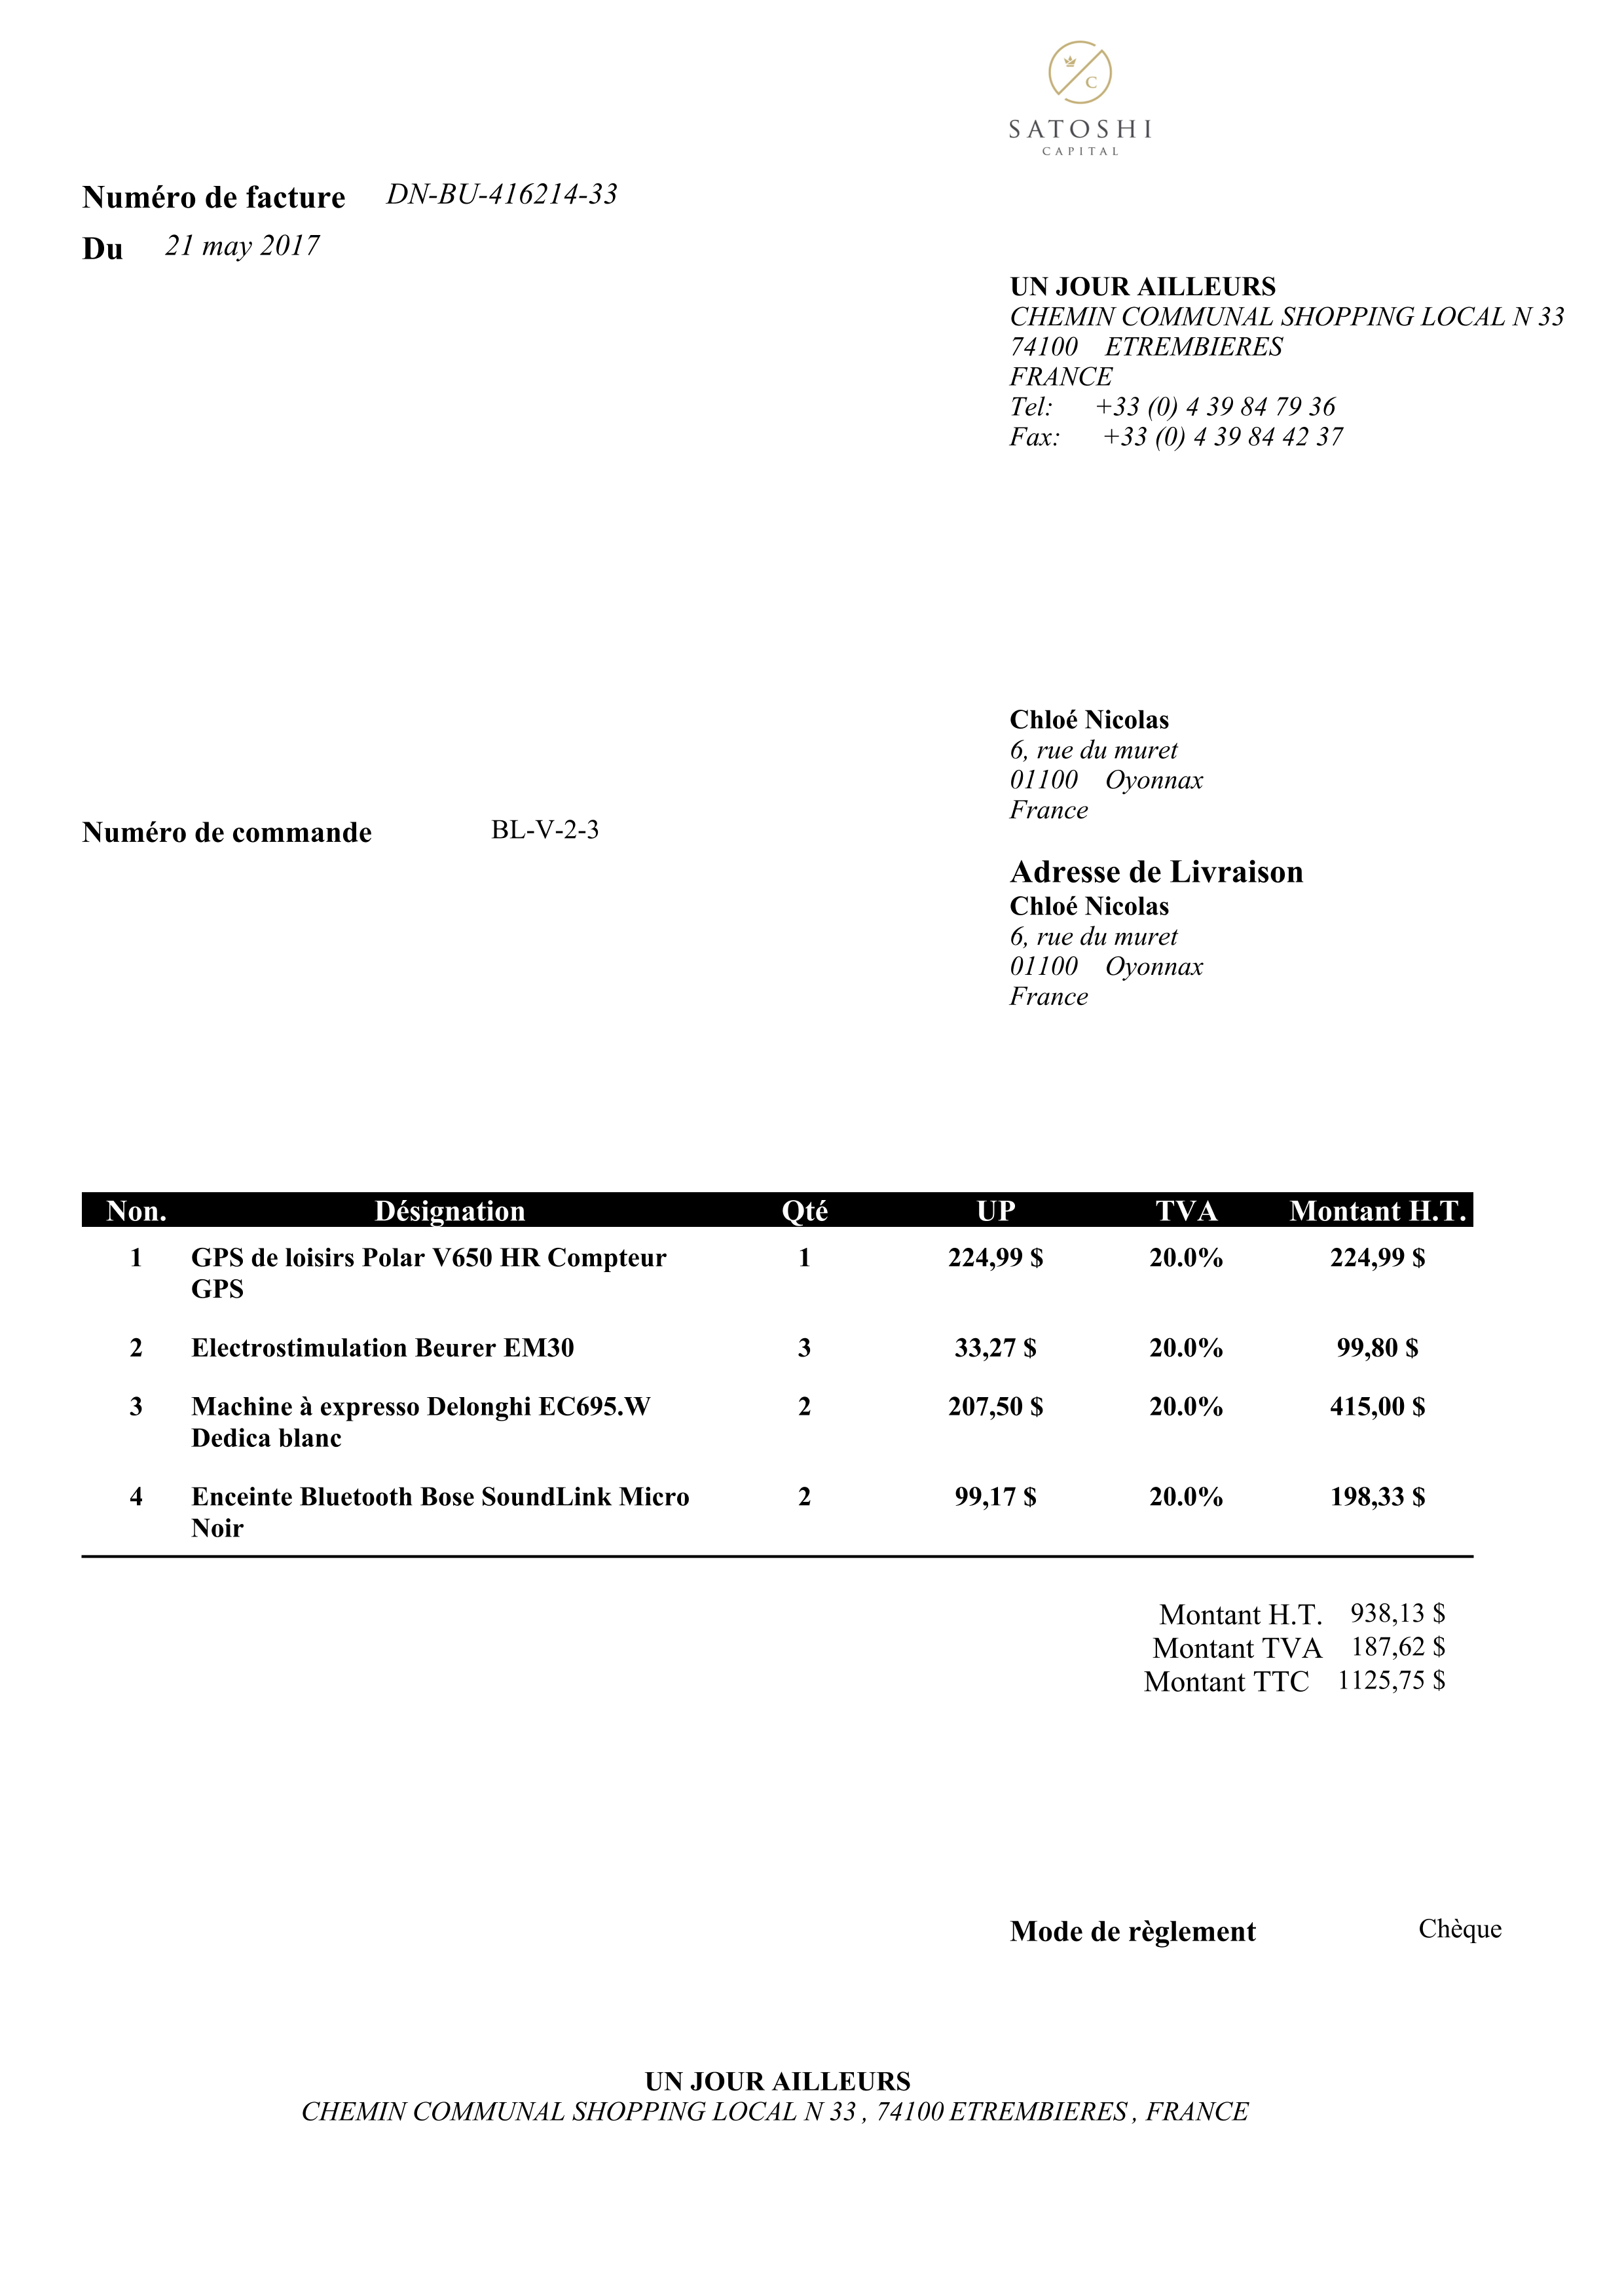 C
SATOSHI
CAPITAL
Numéro de facture DN-BU-416214-33
Du 21 may 2017
UN JOUR AILLEURS
CHEMIN COMMUNAL SHOPPING LOCAL N 33
74100 ETREMBIERES
FRANCE
Tel: +33 (0) 4 39 84 79 36
Fax: +33 (0) 4 39 84 42 37
Chloé Nicolas
6, rue du muret
01100 Oyonnax
France
Numéro de commande BL-V-2-3
Adresse de Livraison
Chloé Nicolas
6, rue du muret
01100 Oyonnax
France
Non. Désignation Qté UP TVA Montant H.T.
1 GPS de loisirs Polar V650 HR Compteur 1 224,99 $ 20.0% 224,99 $
GPS
2 Electrostimulation Beurer EM30 3 33,27 $ 20.0% 99,80 $
3 Machine à expresso Delonghi EC695.W 2 207,50 $ 20.0% 415,00 $
Dedica blanc
4 Enceinte Bluetooth Bose SoundLink Micro 2 99,17 $ 20.0% 198,33 $
Noir
Montant H.T. 938,13 $
Montant TVA 187,62 $
Montant TTC 1125,75 $
Mode de règlement Chèque
UN JOUR AILLEURS
CHEMIN COMMUNAL SHOPPING LOCAL N 33 , 74100 ETREMBIERES , FRANCE